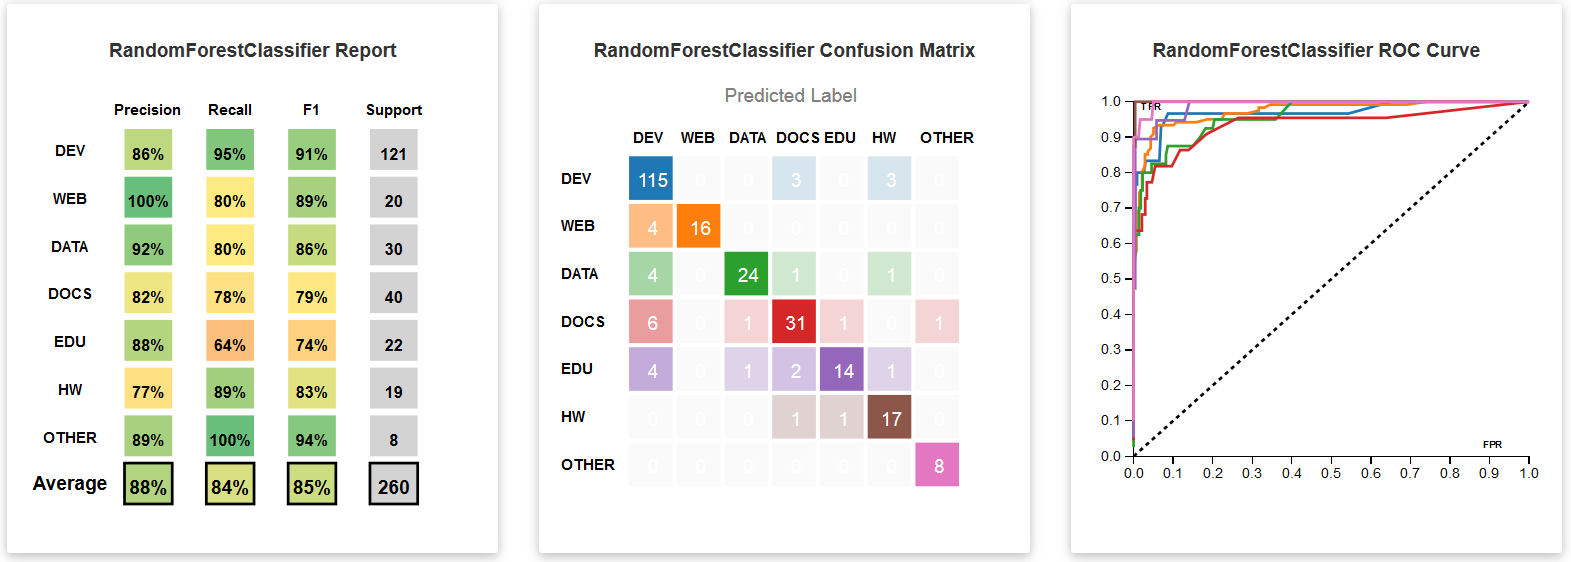 RandomForestClassifier Report
Precision Recall F1 Support
DEV 86% 95% 91% 121
WEB 100% 80% 89% 20
DATA 92% 80% 86% 30
DOCS 82% 78% 79% 40
EDU 88% 64% 74% 22
HW 77% 89% 83% 19
OTHER 89% 100% 94% 8
Average 88% 84% 85% 260
RandomForestClassifier Confusion Matrix
Predicted Label
DEV WEB DATA DOCS EDU HW OTHER
DEV 115 0 0 3 0 3 0
WEB 4 16 0 0 0 0 0
DATA 4 0 24 1 0 1 0
DOCS 6 0 1 31 1 0 1
EDU 4 0 1 2 14 1 0
HW 0 0 0 1 1 17 0
OTHER 0 0 0 0 0 0 8
RandomForestClassifier ROC Curve
1.0
TPR
0.9
0.8
0.7
0.6
0.5
0.4
0.3
0.2
0.1
FPR
0.0
0.0 0.1 0.2 0.3 0.4 0.5 0.6 0.7 0.8 0.9 1.0